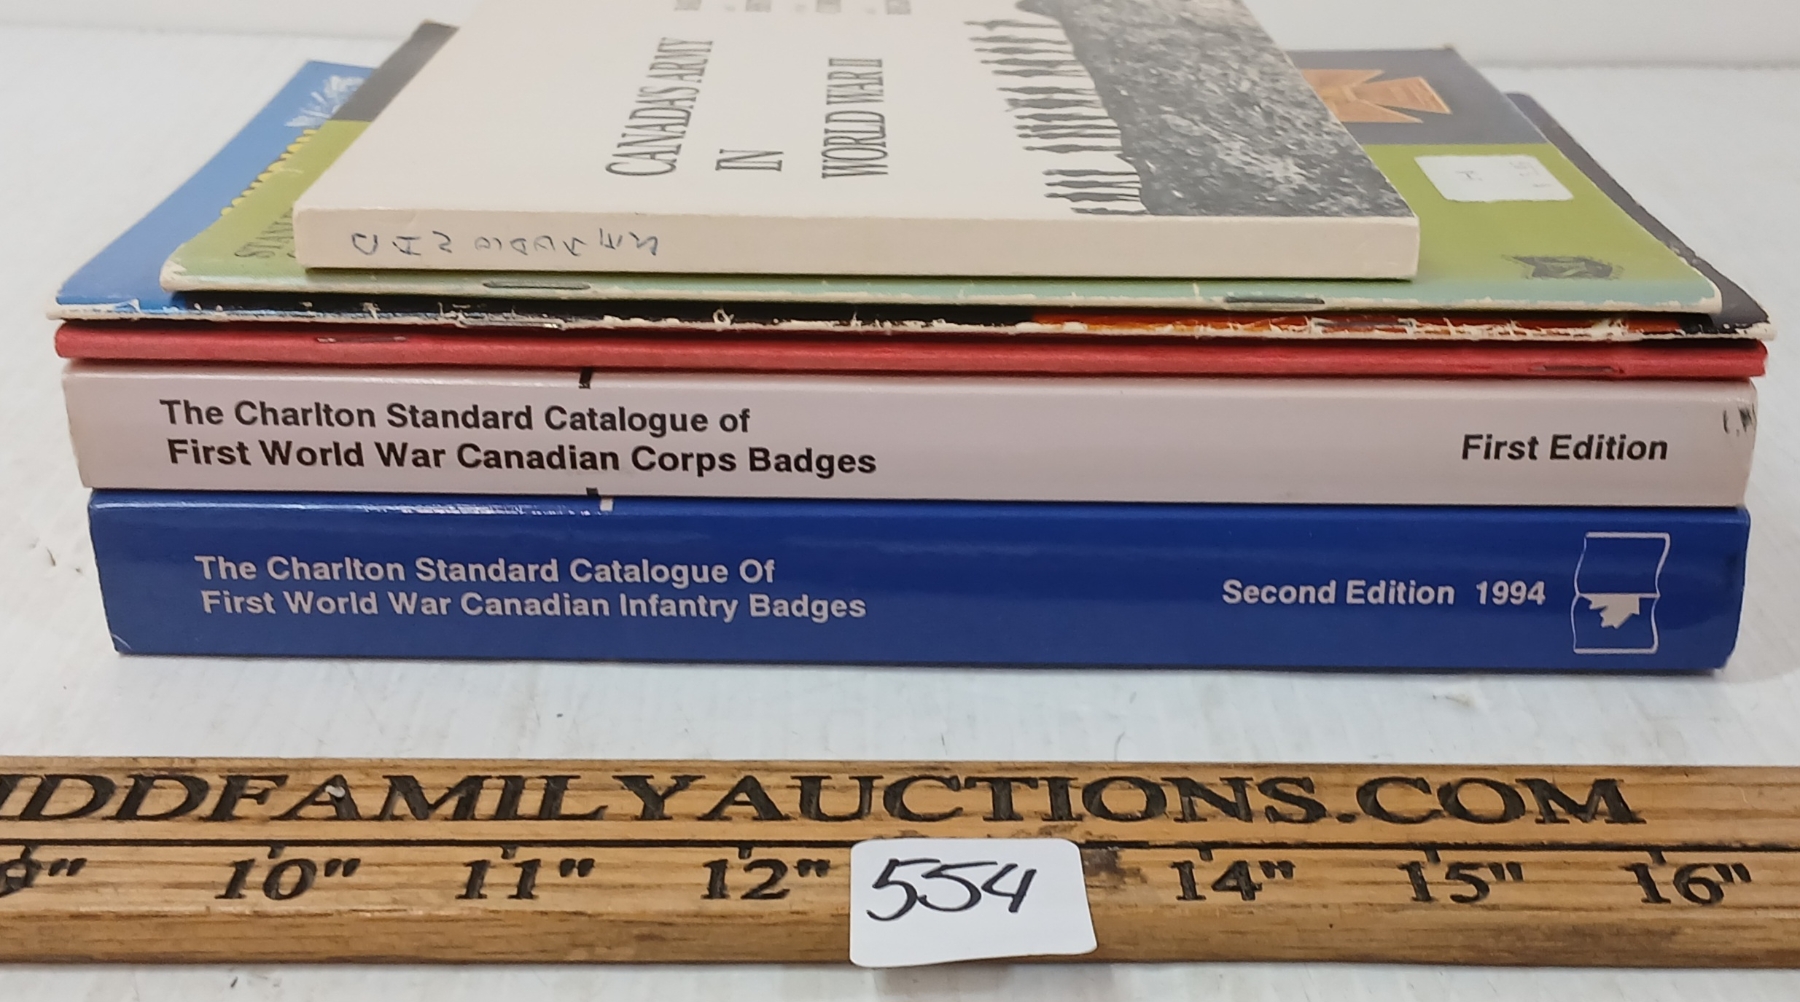 CANADA'S ARMY
IN
WORLD WAR II
The Charlton Standard Catalogue of
First World War Canadian Corps Badges
First Edition
The Charlton Standard Catalogue Of
First World War Canadian Infantry Badges
Second Edition 1994
DDFAMILYAUCTIONS.COM
9" 10" 11" 12" 14" 15" 16"
554